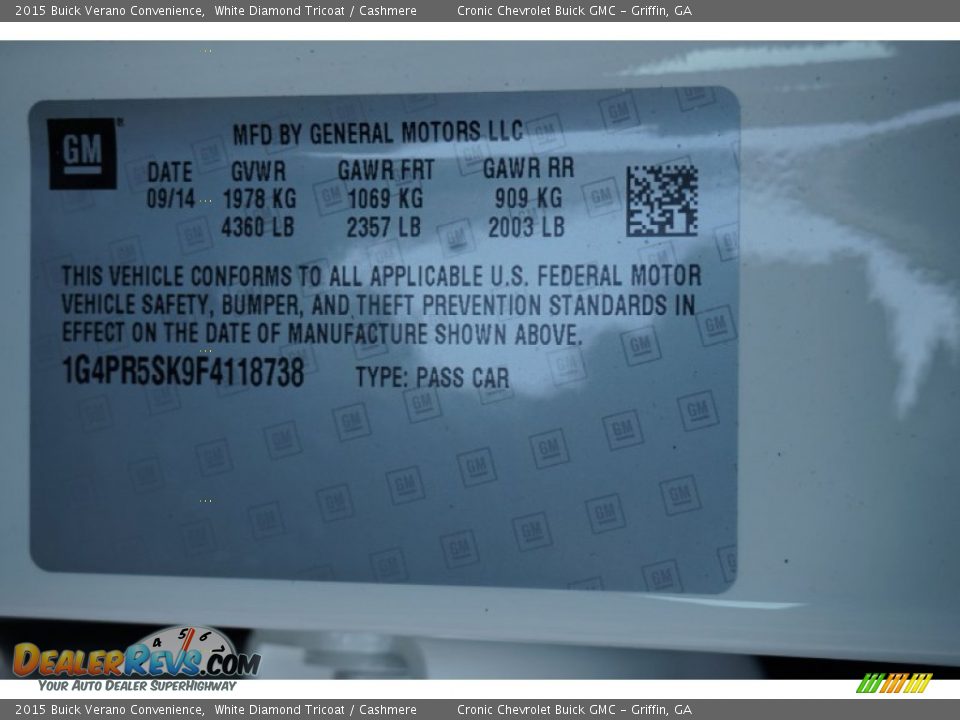 2015 Buick Verano Convenience, White Diamond Tricoat / Cashmere Cronic Chevrolet Buick GMC - Griffin, GA
GM
MFD BY GENERAL MOTORS LLC
DATE GVWR GAWR FRT GAWR RR
09/14 1978 KG 1069 KG 909 KG
4360 LB 2357 LB 2003 LB
THIS VEHICLE CONFORMS TO ALL APPLICABLE U.S. FEDERAL MOTOR
VEHICLE SAFETY, BUMPER, AND THEFT PREVENTION STANDARDS IN
EFFECT ON THE DATE OF MANUFACTURE SHOWN ABOVE.
1G4PR5SK9F4118738 TYPE: PASS CAR
4 5 6
DEALERREVS.COM
YOUR AUTO DEALER SUPERHIGHWAY
2015 Buick Verano Convenience, White Diamond Tricoat / Cashmere Cronic Chevrolet Buick GMC - Griffin, GA